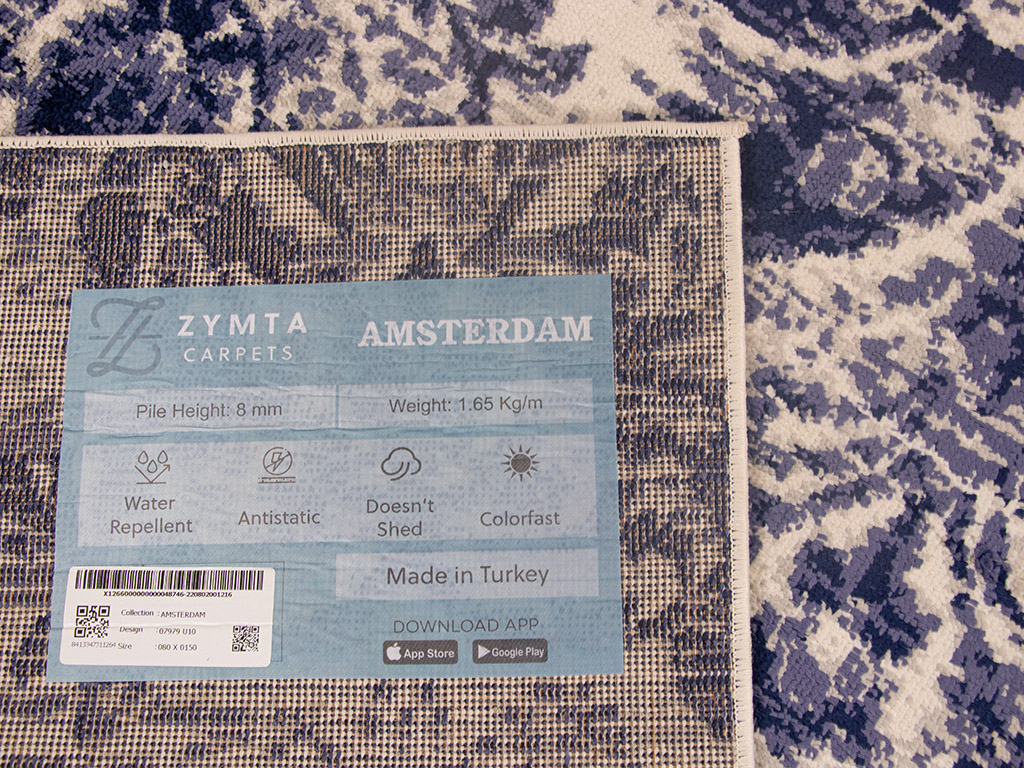 ZYMTA
CARPETS
AMSTERDAM
Pile Height: 8 mm
Weight: 1.65 Kg/m
Water
Repellent
Antistatic
Doesn't
Shed
Colorfast
Made in Turkey
DOWNLOAD APP
App Store
Google Play
Collection : AMSTERDAM
Design : 07979 U10
Size : 080 X 0150